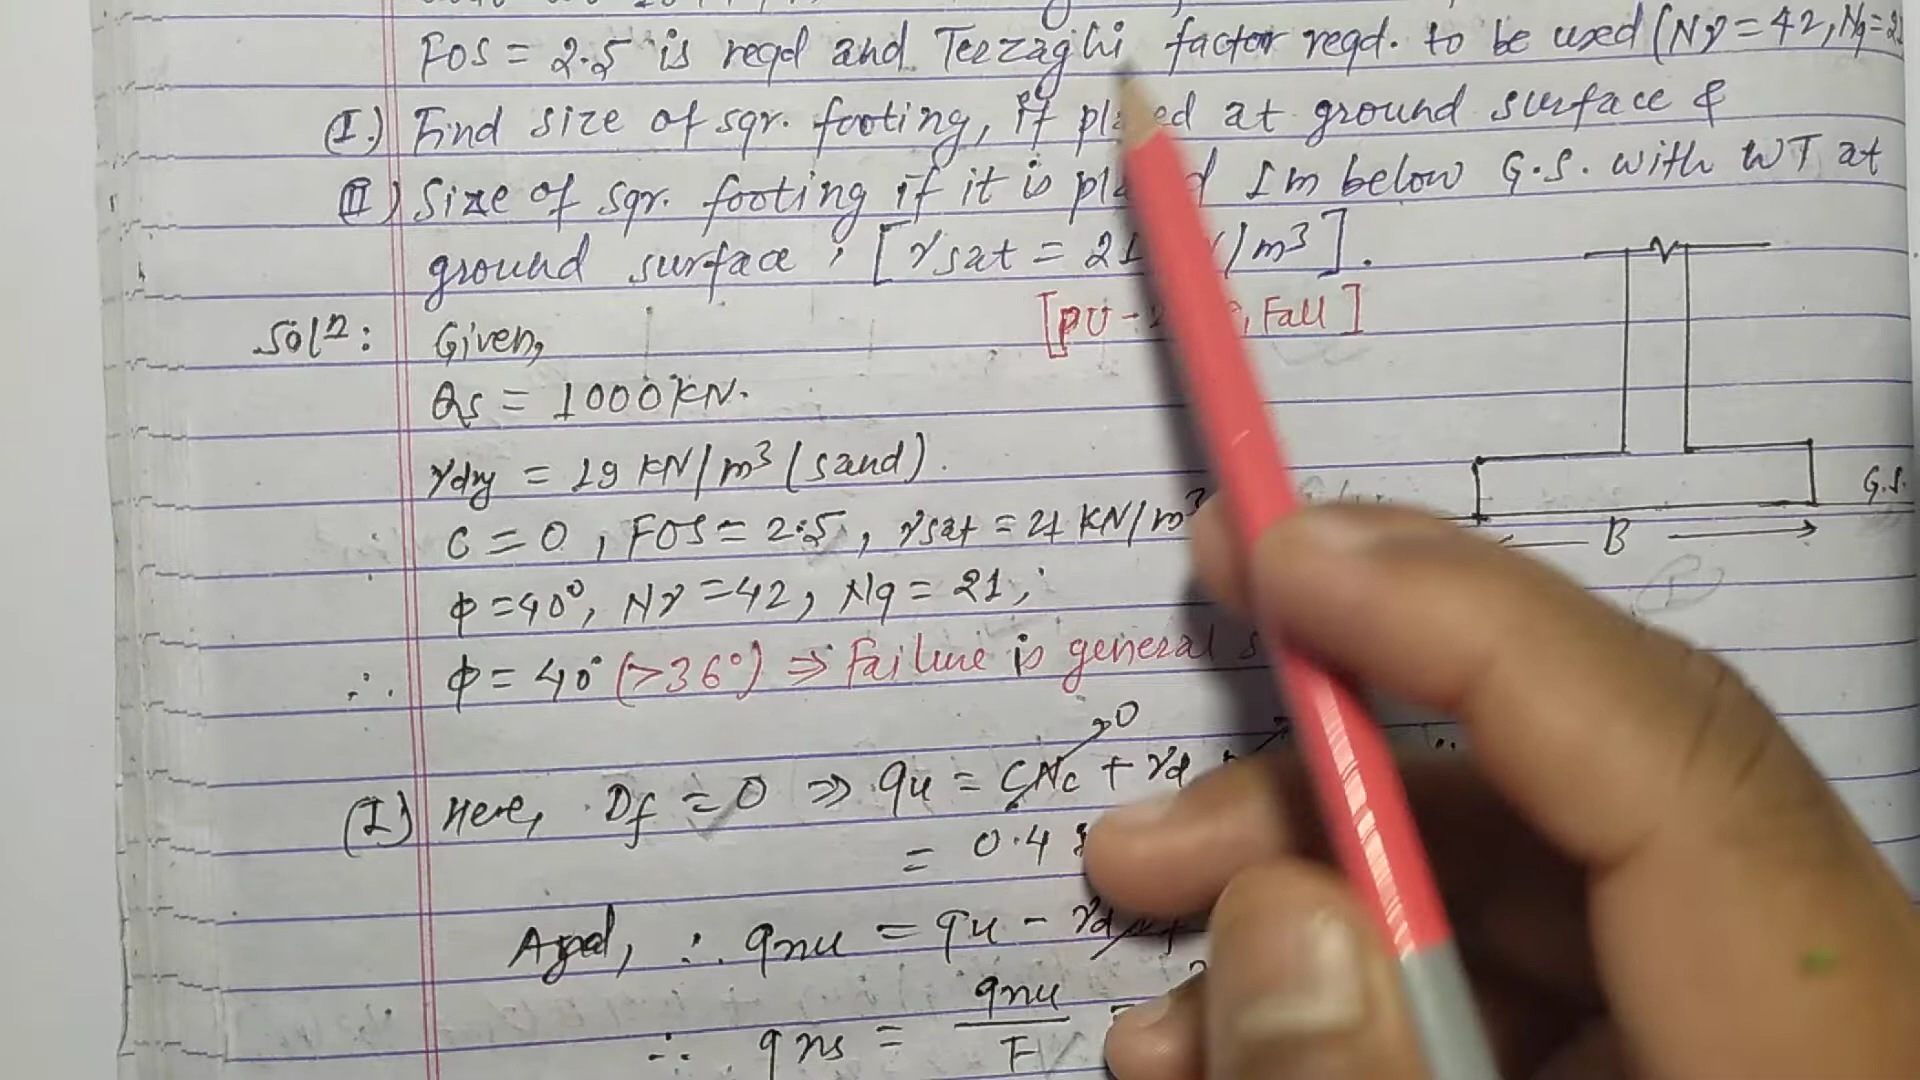 FOS = 2.5 is reqd and Terzaghi factor reqd. to be used (Nγ = 42, Nq = 2
(I.) Find size of sqr. footing, if placed at ground surface &
(II) Size of sqr. footing if it is placed 1m below G.S. with WT at
ground surface ; [γsat = 21 /m³].
[PU - , Fall]
Solⁿ: Given,
Qs = 1000 KN.
γdry = 19 KN/m³ (sand).
C = 0, FOS = 2.5, γsat = 21 KN/m³
G.S.
B
φ = 40°, Nγ = 42, Nq = 21,
∴ φ = 40° (>36°) ⇒ Failure is general s
0
(I) Here, Df = 0 ⇒ qu = CNc + γd
= 0.4
And, ∴ qnu = qu - γd
∴ qns = qnu / F =